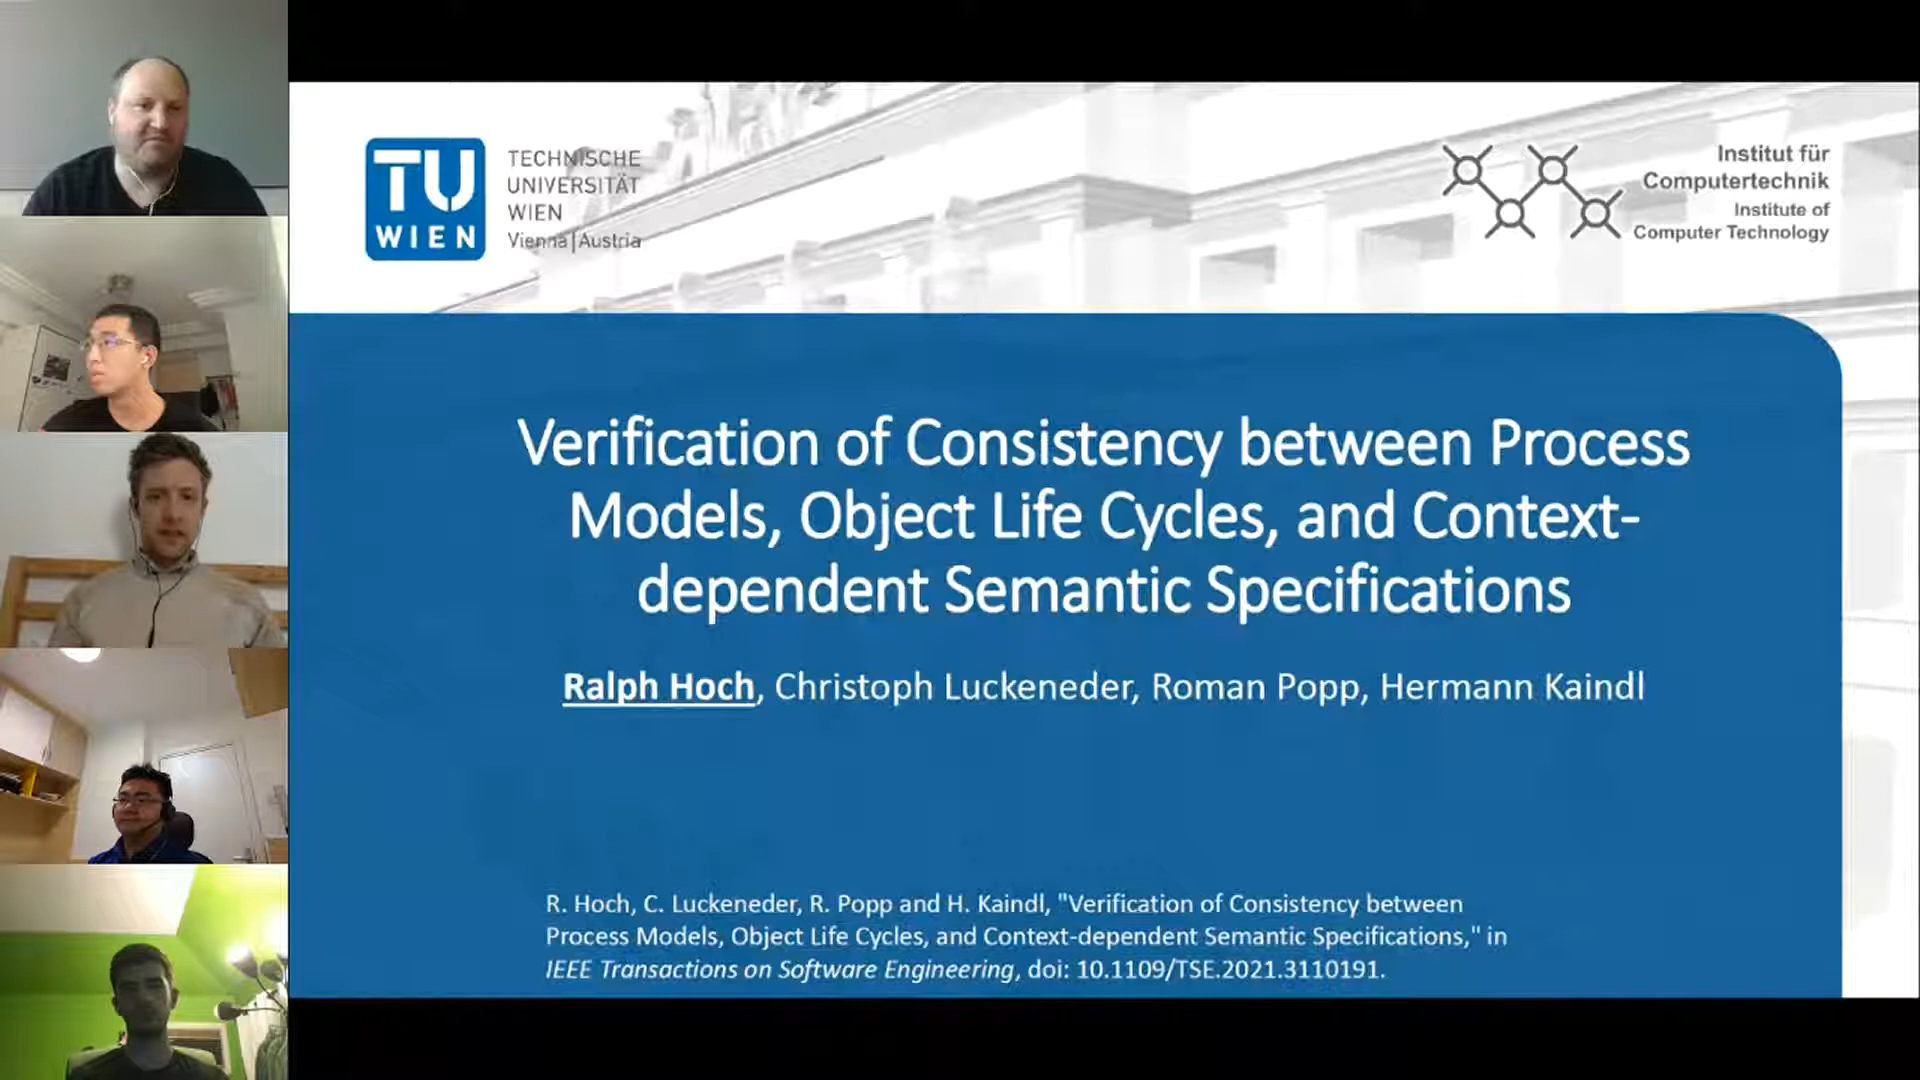 TU
WIEN
TECHNISCHE
UNIVERSITÄT
WIEN
Vienna|Austria
Institut für
Computertechnik
Institute of
Computer Technology
Verification of Consistency between Process
Models, Object Life Cycles, and Context-
dependent Semantic Specifications
Ralph Hoch, Christoph Luckeneder, Roman Popp, Hermann Kaindl
R. Hoch, C. Luckeneder, R. Popp and H. Kaindl, "Verification of Consistency between
Process Models, Object Life Cycles, and Context-dependent Semantic Specifications," in
IEEE Transactions on Software Engineering, doi: 10.1109/TSE.2021.3110191.